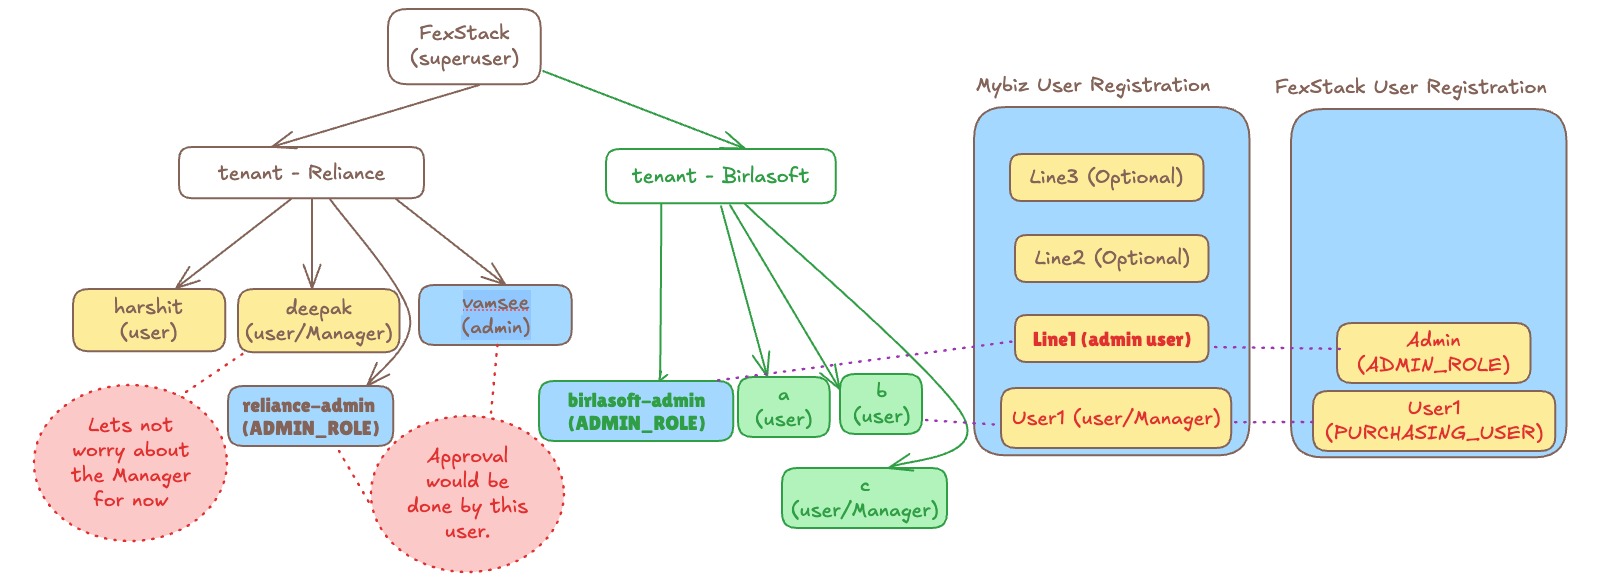 FexStack
(superuser)
Mybiz User Registration
FexStack User Registration
tenant - Reliance
tenant - Birlasoft
Line3 (Optional)
Line2 (Optional)
harshit
(user)
deepak
(user/Manager)
vamsee
(admin)
Line1 (admin user)
Admin
(ADMIN_ROLE)
reliance-admin
(ADMIN_ROLE)
birlasoft-admin
(ADMIN_ROLE)
a
(user)
b
(user)
User1 (user/Manager)
User1
(PURCHASING_USER)
Lets not
worry about
the Manager
for now
Approval
would be
done by this
user.
c
(user/Manager)